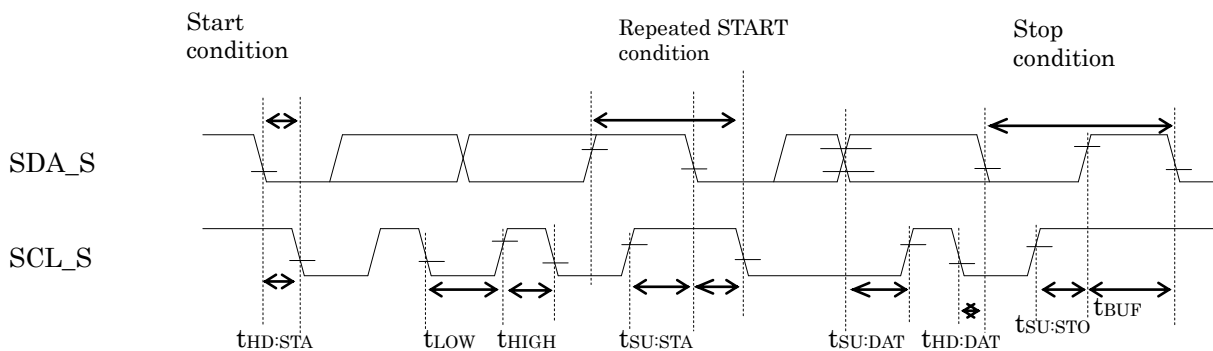 Start
condition
Repeated START
condition
Stop
condition
SDA_S
SCL_S
tHD:STA
tLOW
tHIGH
tSU:STA
tSU:DAT
tHD:DAT
tSU:STO
tBUF